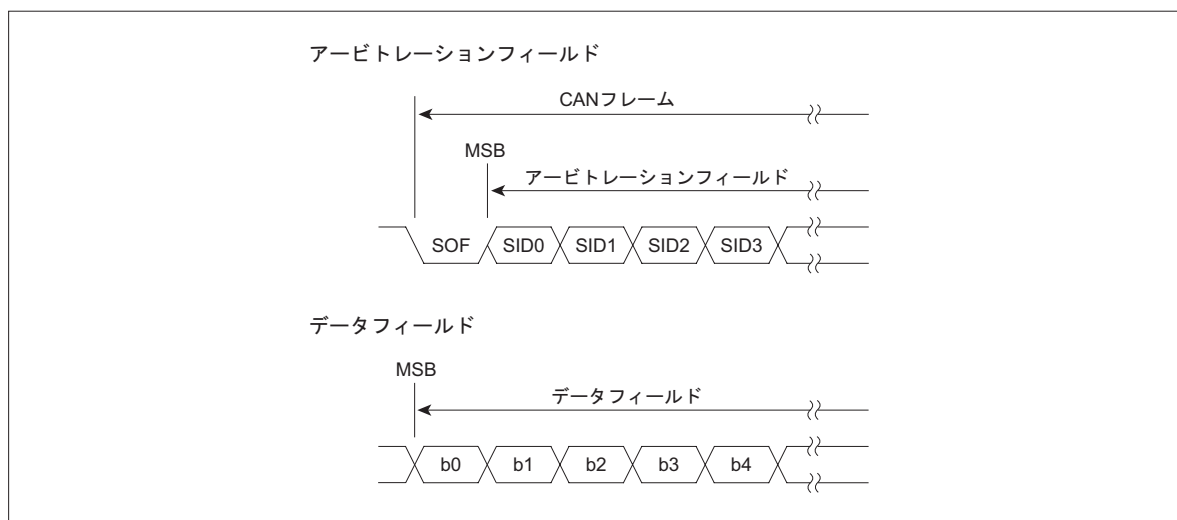 アービトレーションフィールド
CANフレーム
MSB
アービトレーションフィールド
SOF SID0 SID1 SID2 SID3
データフィールド
MSB
データフィールド
b0 b1 b2 b3 b4